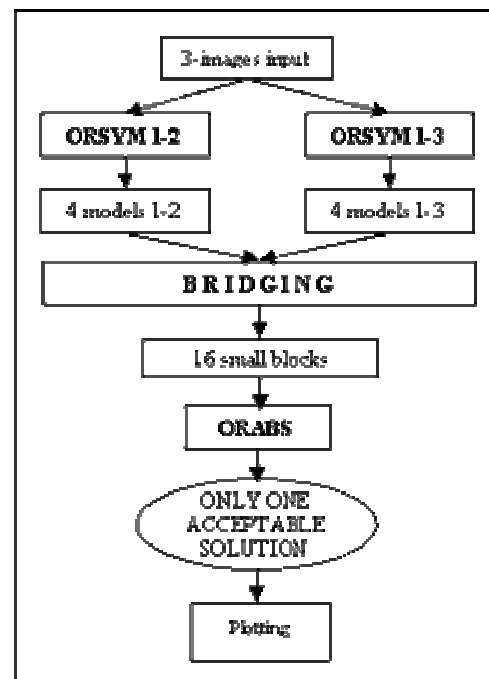 3-images input
ORSYM 1-2
ORSYM 1-3
4 models 1-2
4 models 1-3
BRIDGING
16 small blocks
ORABS
ONLY ONE
ACCEPTABLE
SOLUTION
Plotting